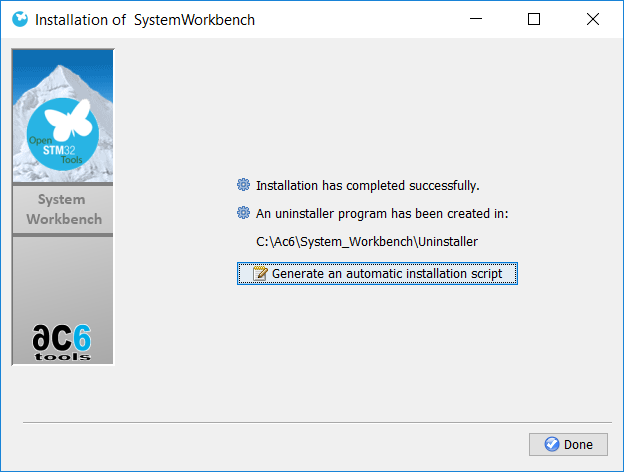 Installation of  SystemWorkbench
Open
STM32
Tools
System
Workbench
ac6
tools
Installation has completed successfully.
An uninstaller program has been created in:
C:\Ac6\System_Workbench\Uninstaller
Generate an automatic installation script
Done